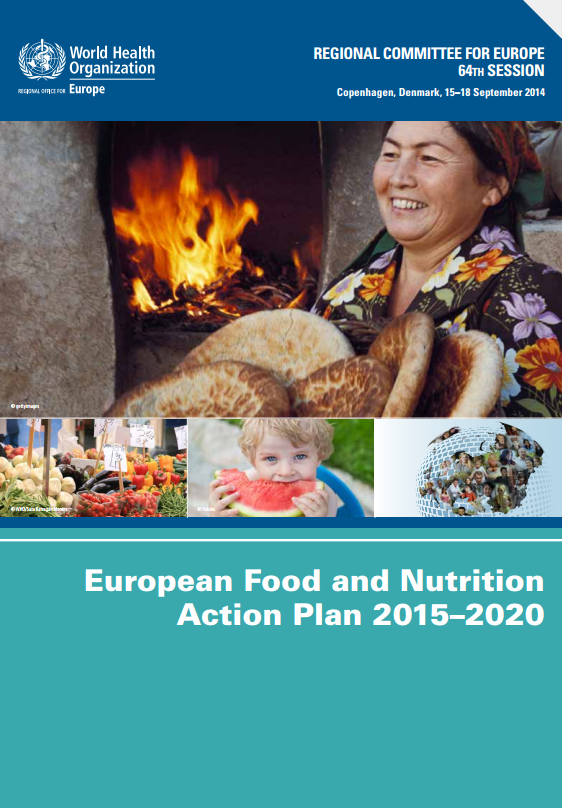 World Health
Organization
REGIONAL OFFICE FOR Europe
REGIONAL COMMITTEE FOR EUROPE
64TH SESSION
Copenhagen, Denmark, 15–18 September 2014
© gettyimages
European Food and Nutrition
Action Plan 2015–2020